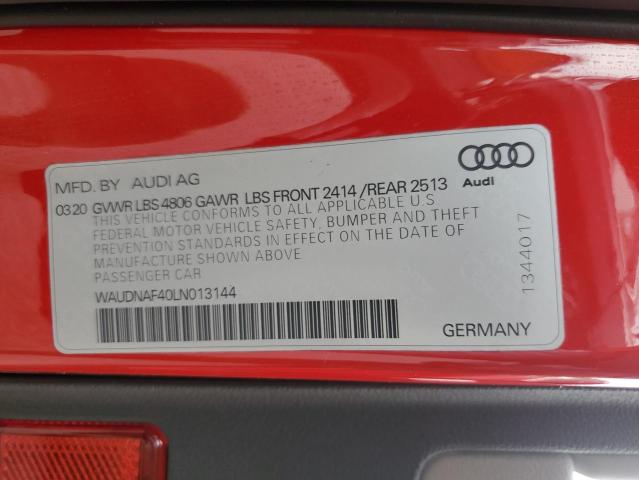 MFD. BY AUDI AG
0320 GVWR LBS 4806 GAWR LBS FRONT 2414 /REAR 2513
THIS VEHICLE CONFORMS TO ALL APPLICABLE U.S
FEDERAL MOTOR VEHICLE SAFETY, BUMPER AND THEFT
PREVENTION STANDARDS IN EFFECT ON THE DATE OF
MANUFACTURE SHOWN ABOVE
PASSENGER CAR
WAUDNAF40LN013144
Audi
1344017
GERMANY